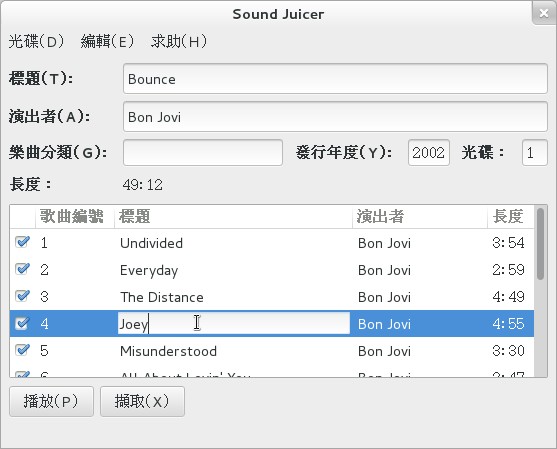 Sound Juicer
光碟(D) 編輯(E) 求助(H)
標題(T): Bounce
演出者(A): Bon Jovi
樂曲分類(G): 發行年度(Y): 2002 光碟： 1
長度： 49:12
歌曲編號 標題 演出者 長度
1 Undivided Bon Jovi 3:54
2 Everyday Bon Jovi 2:59
3 The Distance Bon Jovi 4:49
4 Joey Bon Jovi 4:55
5 Misunderstood Bon Jovi 3:30
6 All About Lovin' You Bon Jovi 3:47
播放(P) 擷取(X)